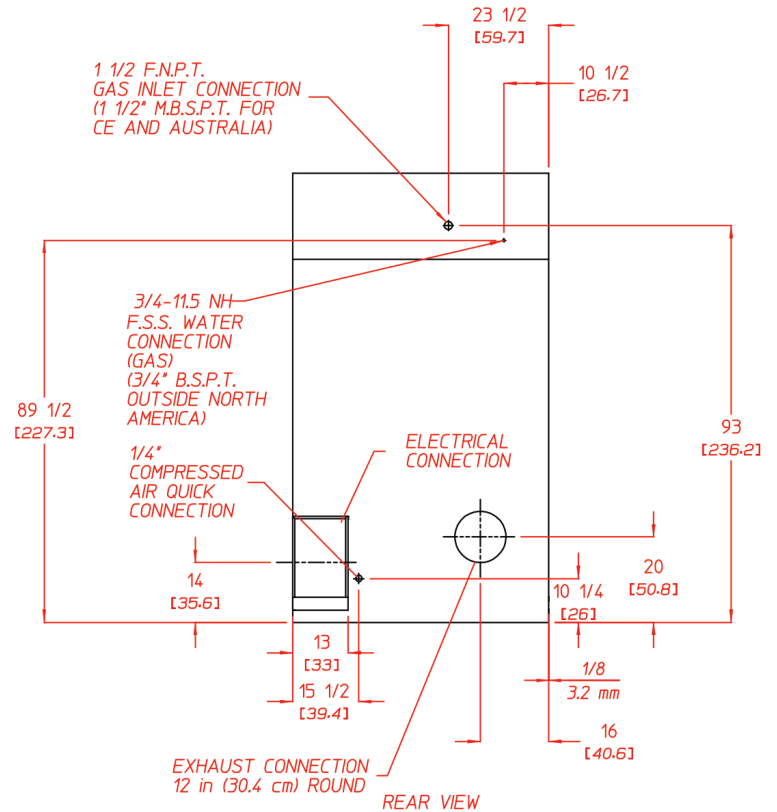 23 1/2
[59.7]
10 1/2
[26.7]
1 1/2 F.N.P.T.
GAS INLET CONNECTION
(1 1/2" M.B.S.P.T. FOR
CE AND AUSTRALIA)
3/4-11.5 NH
F.S.S. WATER
CONNECTION
(GAS)
(3/4" B.S.P.T.
OUTSIDE NORTH
AMERICA)
89 1/2
[227.3]
93
[236.2]
1/4"
COMPRESSED
AIR QUICK
CONNECTION
ELECTRICAL
CONNECTION
14
[35.6]
10 1/4
[26]
20
[50.8]
13
[33]
15 1/2
[39.4]
1/8
3.2 mm
16
[40.6]
EXHAUST CONNECTION
12 in (30.4 cm) ROUND
REAR VIEW